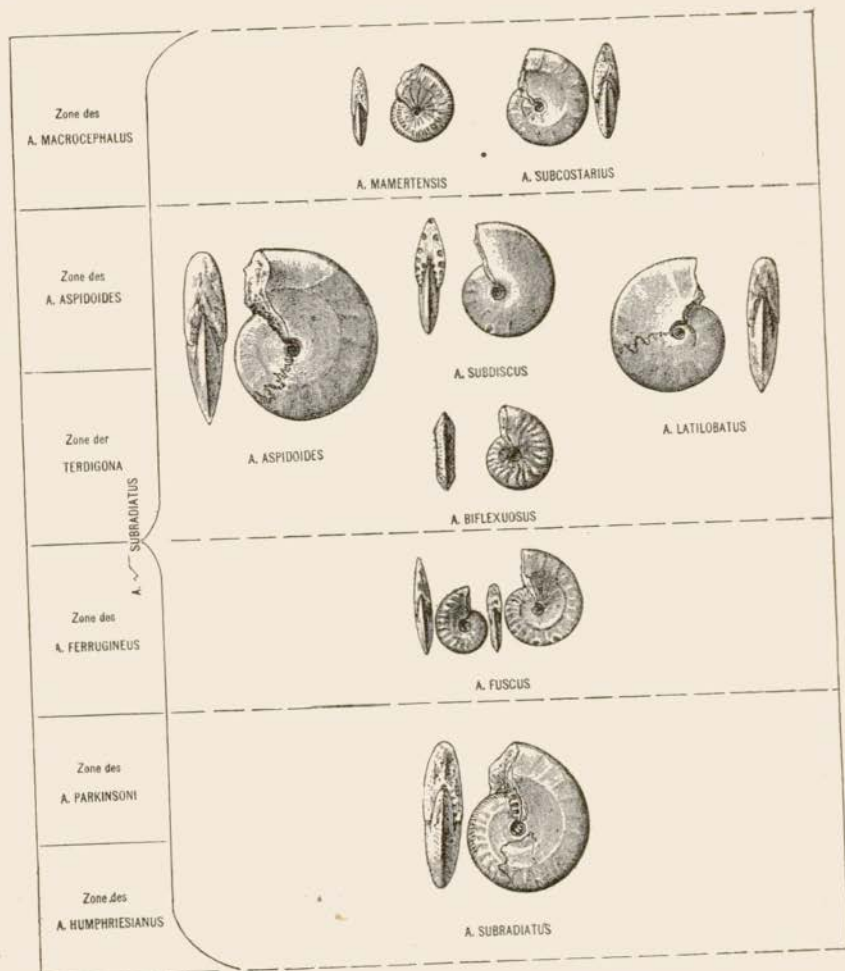 Zone des
A. MACROCEPHALUS
A. MAMERTENSIS
A. SUBCOSTARIUS
Zone des
A. ASPIDOIDES
A. SUBDISCUS
A. LATILOBATUS
Zone der
TERDIGONA
A. ASPIDOIDES
A. BIFLEXUOSUS
A. SUBRADIATUS
Zone des
A. FERRUGINEUS
A. FUSCUS
Zone des
A. PARKINSONI
Zone des
A. HUMPHRIESIANUS
A. SUBRADIATUS